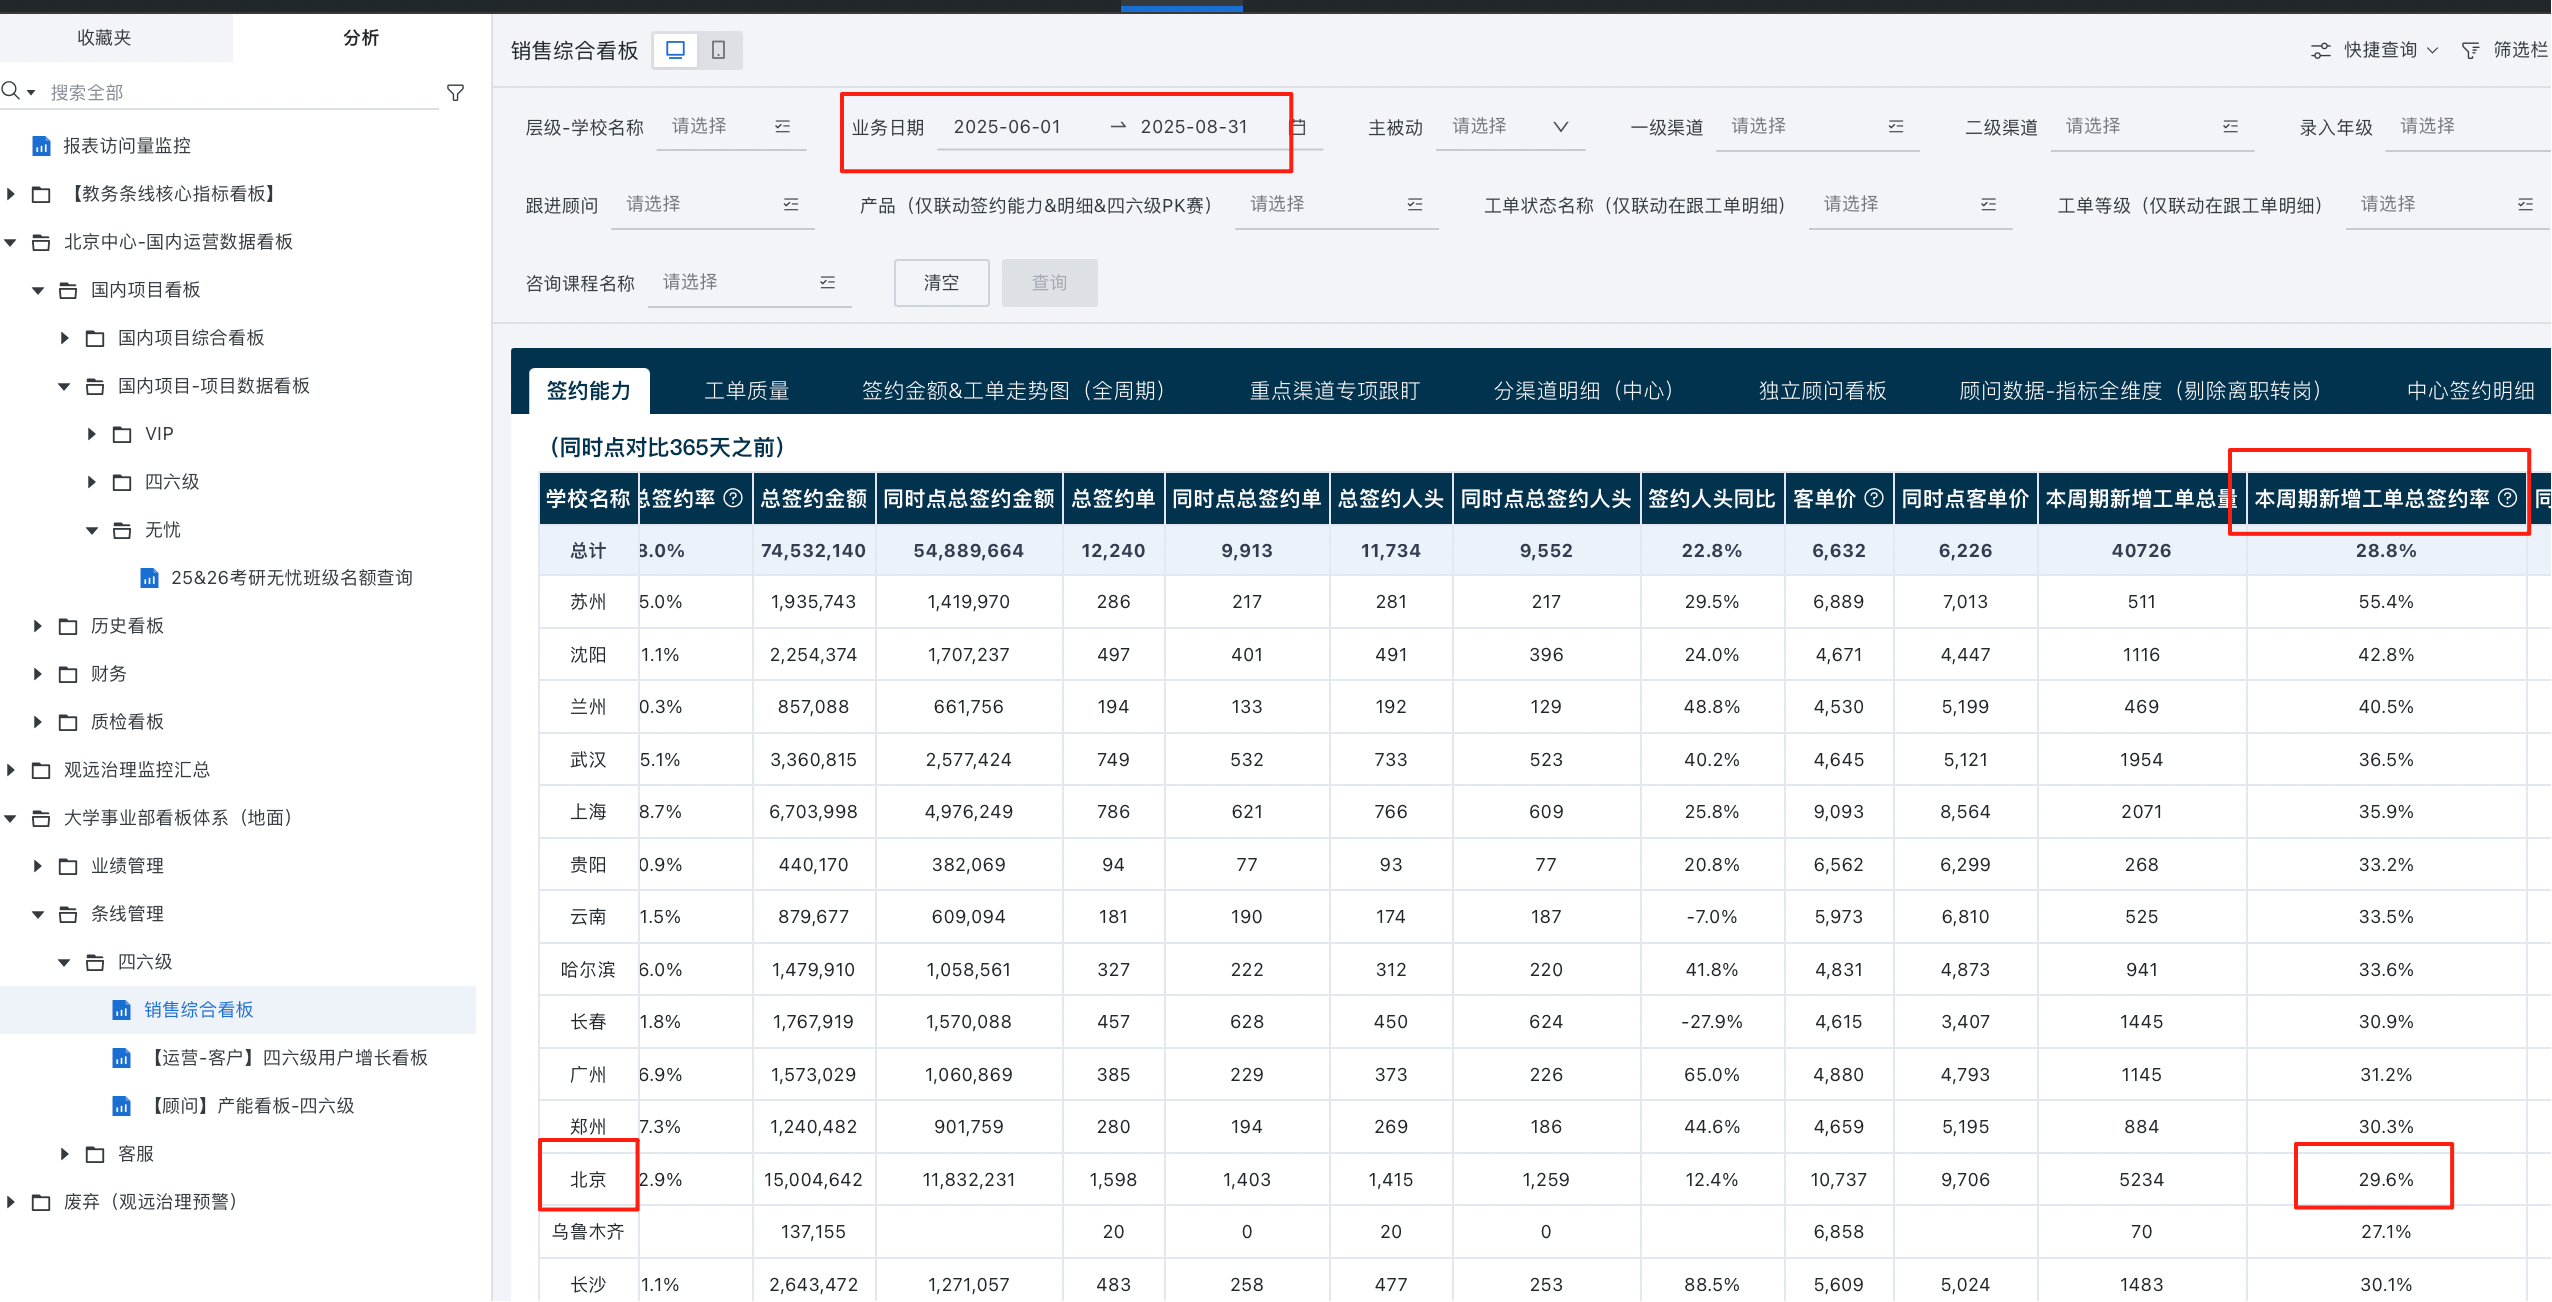 收藏夹
分析
搜索全部
报表访问量监控
【教务条线核心指标看板】
北京中心-国内运营数据看板
国内项目看板
国内项目综合看板
国内项目-项目数据看板
VIP
四六级
无忧
25&26考研无忧班级名额查询
历史看板
财务
质检看板
观远治理监控汇总
大学事业部看板体系（地面）
业绩管理
条线管理
四六级
销售综合看板
【运营-客户】四六级用户增长看板
【顾问】产能看板-四六级
客服
废弃（观远治理预警）
销售综合看板
快捷查询 筛选栏
层级-学校名称 请选择 业务日期 2025-06-01 → 2025-08-31 主被动 请选择 一级渠道 请选择 二级渠道 请选择 录入年级 请选择
跟进顾问 请选择 产品（仅联动签约能力&明细&四六级PK赛） 请选择 工单状态名称（仅联动在跟工单明细） 请选择 工单等级（仅联动在跟工单明细） 请选择
咨询课程名称 请选择 清空 查询
签约能力 工单质量 签约金额&工单走势图（全周期） 重点渠道专项跟盯 分渠道明细（中心） 独立顾问看板 顾问数据-指标全维度（剔除离职转岗） 中心签约明细
（同时点对比365天之前）
学校名称 总签约率 总签约金额 同时点总签约金额 总签约单 同时点总签约单 总签约人头 同时点总签约人头 签约人头同比 客单价 同时点客单价 本周期新增工单总量 本周期新增工单总签约率 同
总计 3.0% 74,532,140 54,889,664 12,240 9,913 11,734 9,552 22.8% 6,632 6,226 40726 28.8%
苏州 5.0% 1,935,743 1,419,970 286 217 281 217 29.5% 6,889 7,013 511 55.4%
沈阳 1.1% 2,254,374 1,707,237 497 401 491 396 24.0% 4,671 4,447 1116 42.8%
兰州 0.3% 857,088 661,756 194 133 192 129 48.8% 4,530 5,199 469 40.5%
武汉 5.1% 3,360,815 2,577,424 749 532 733 523 40.2% 4,645 5,121 1954 36.5%
上海 8.7% 6,703,998 4,976,249 786 621 766 609 25.8% 9,093 8,564 2071 35.9%
贵阳 0.9% 440,170 382,069 94 77 93 77 20.8% 6,562 6,299 268 33.2%
云南 1.5% 879,677 609,094 181 190 174 187 -7.0% 5,973 6,810 525 33.5%
哈尔滨 6.0% 1,479,910 1,058,561 327 222 312 220 41.8% 4,831 4,873 941 33.6%
长春 1.8% 1,767,919 1,570,088 457 628 450 624 -27.9% 4,615 3,407 1445 30.9%
广州 6.9% 1,573,029 1,060,869 385 229 373 226 65.0% 4,880 4,793 1145 31.2%
郑州 7.3% 1,240,482 901,759 280 194 269 186 44.6% 4,659 5,195 884 30.3%
北京 2.9% 15,004,642 11,832,231 1,598 1,403 1,415 1,259 12.4% 10,737 9,706 5234 29.6%
乌鲁木齐 137,155 20 0 20 0 6,858 70 27.1%
长沙 1.1% 2,643,472 1,271,057 483 258 477 253 88.5% 5,609 5,024 1483 30.1%